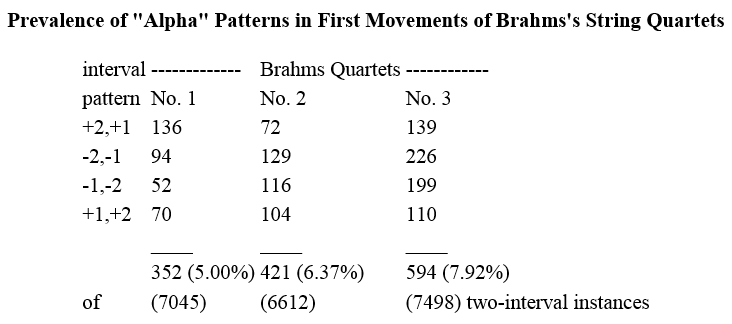 Prevalence of "Alpha" Patterns in First Movements of Brahms's String Quartets
interval ------------- Brahms Quartets ------------
pattern No. 1 No. 2 No. 3
+2,+1 136 72 139
-2,-1 94 129 226
-1,-2 52 116 199
+1,+2 70 104 110
352 (5.00%) 421 (6.37%) 594 (7.92%)
of (7045) (6612) (7498) two-interval instances